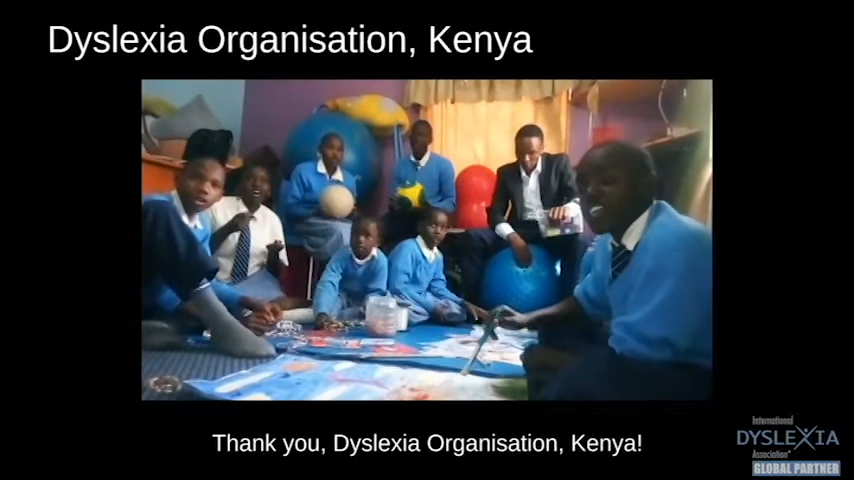 Dyslexia Organisation, Kenya
Thank you, Dyslexia Organisation, Kenya!
International
DYSLEXIA
Association®
GLOBAL PARTNER